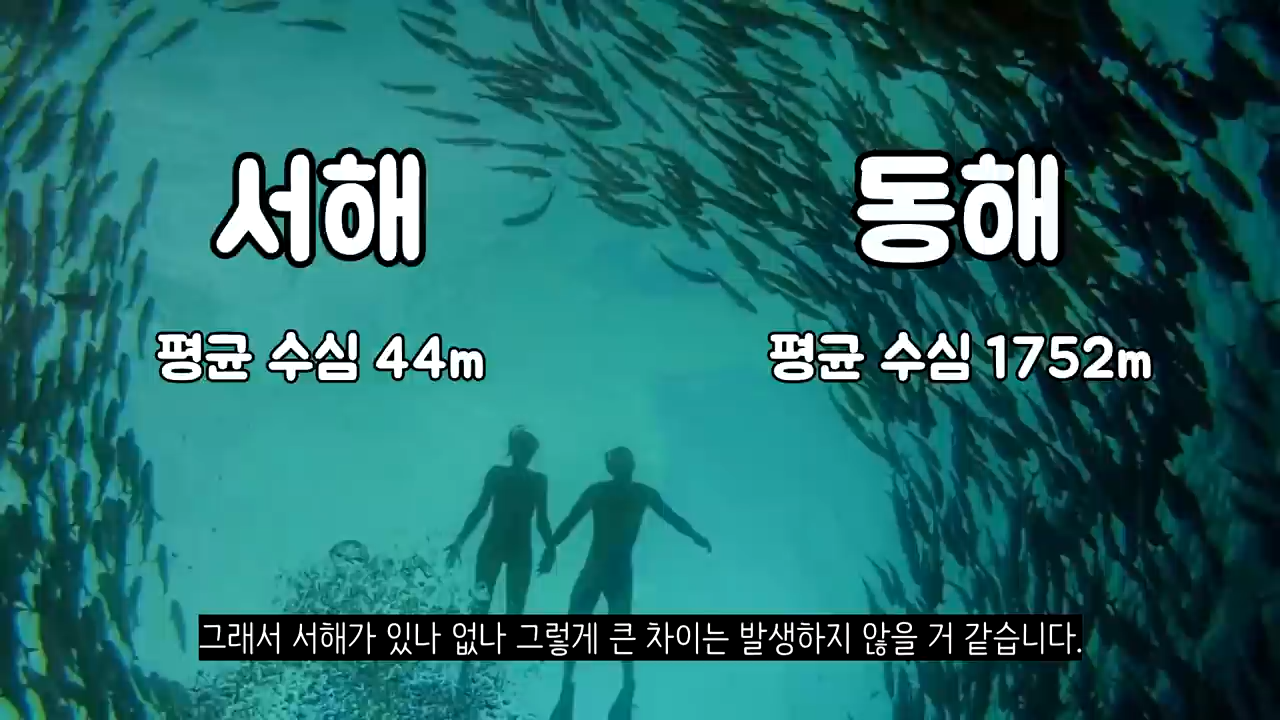 서해
동해
평균 수심 44m
평균 수심 1752m
그래서 서해가 있나 없나 그렇게 큰 차이는 발생하지 않을 거 같습니다.